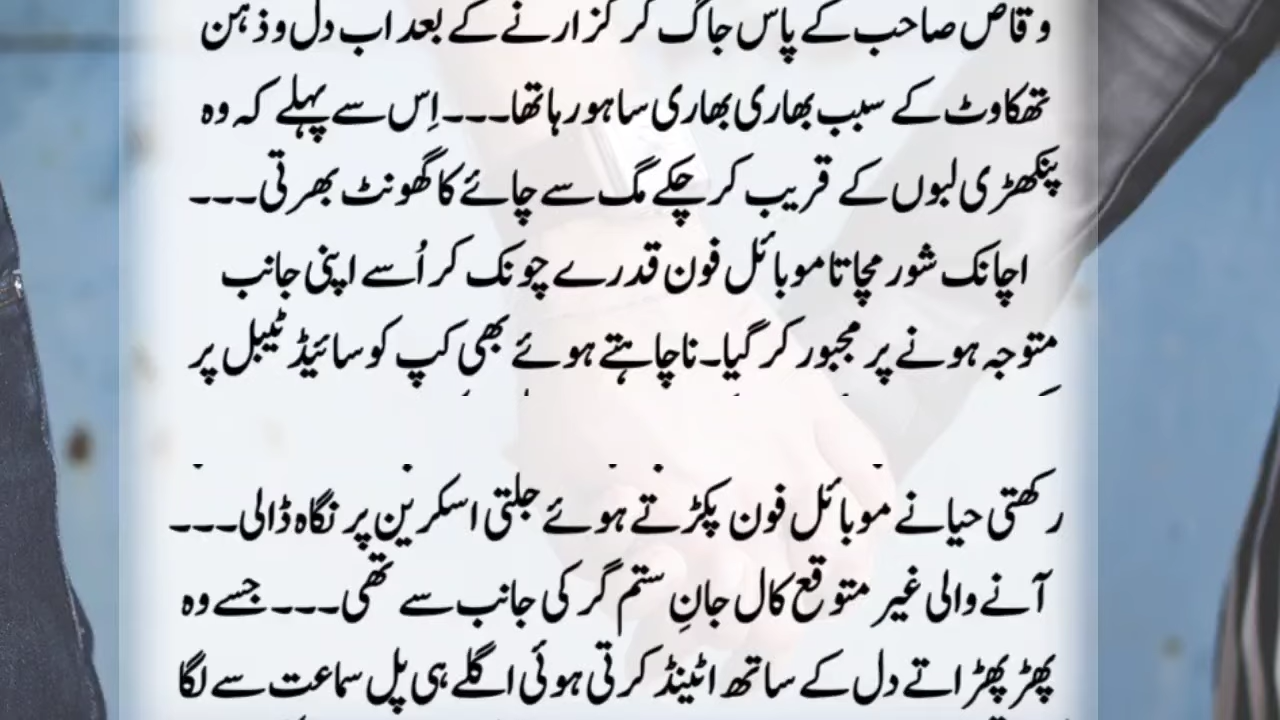 وقاص صاحب کے پاس جاگ کر گزارنے کے بعد اب دل و ذہن
تھکاوٹ کے سبب بھاری بھاری سا ہو رہا تھا۔۔۔ اِس سے پہلے کہ وہ
پنکھڑی لبوں کے قریب کر چکے مگ سے چائے کا گھونٹ بھرتی۔۔۔
اچانک شور مچاتا موبائل فون قدرے چونک کر اُسے اپنی جانب
متوجہ ہونے پر مجبور کر گیا۔ ناچاہتے ہوئے بھی کپ کو سائیڈ ٹیبل پر
رکھتی حیا نے موبائل فون پکڑتے ہوئے جلتی اسکرین پر نگاہ ڈالی۔۔۔
آنے والی غیر متوقع کال جانِ ستم گر کی جانب سے تھی۔۔۔ جسے وہ
پھڑپھڑاتے دل کے ساتھ اٹینڈ کرتی ہوئی اگلے ہی پل سماعت سے لگا